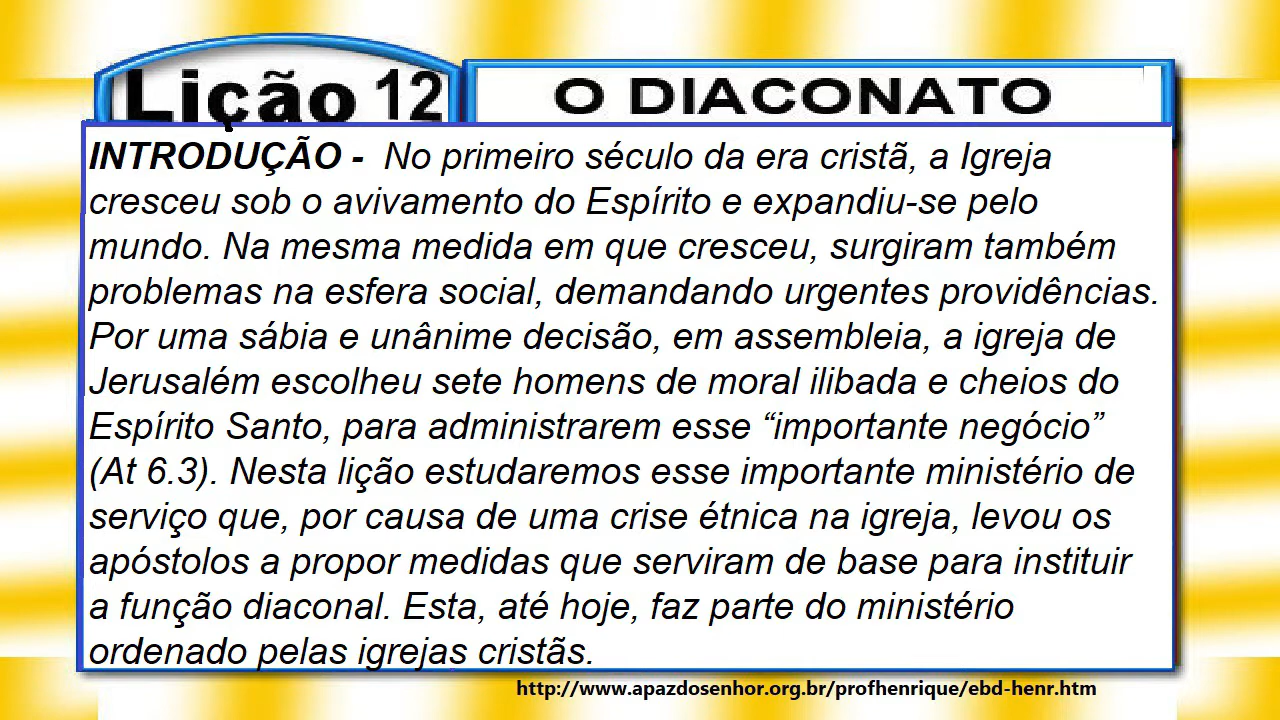 Lição 12
O DIACONATO
INTRODUÇÃO - No primeiro século da era cristã, a Igreja
cresceu sob o avivamento do Espírito e expandiu-se pelo
mundo. Na mesma medida em que cresceu, surgiram também
problemas na esfera social, demandando urgentes providências.
Por uma sábia e unânime decisão, em assembleia, a igreja de
Jerusalém escolheu sete homens de moral ilibada e cheios do
Espírito Santo, para administrarem esse “importante negócio”
(At 6.3). Nesta lição estudaremos esse importante ministério de
serviço que, por causa de uma crise étnica na igreja, levou os
apóstolos a propor medidas que serviram de base para instituir
a função diaconal. Esta, até hoje, faz parte do ministério
ordenado pelas igrejas cristãs.
http://www.apazdosenhor.org.br/profhenrique/ebd-henr.htm